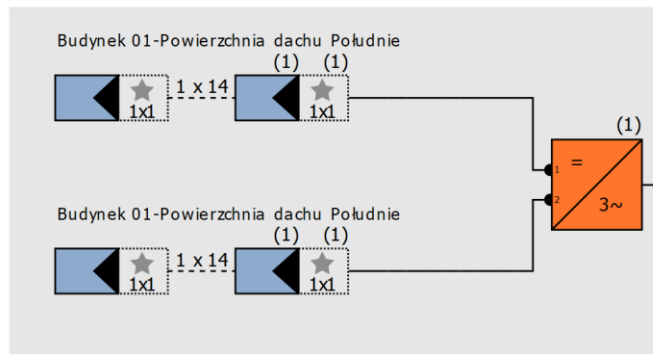 Budynek 01-Powierzchnia dachu Południe
(1) (1)
1 x 14
1x1 1x1
(1)
1 =
2 3~
Budynek 01-Powierzchnia dachu Południe
(1) (1)
1 x 14
1x1 1x1